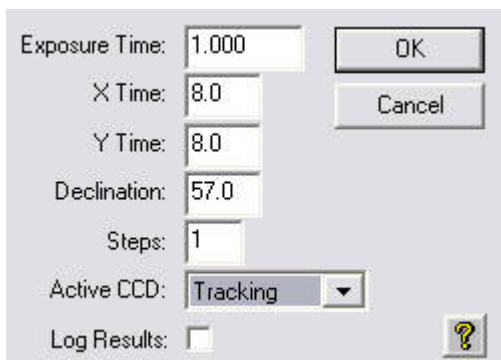 Exposure Time: 1.000 OK
X Time: 8.0 Cancel
Y Time: 8.0
Declination: 57.0
Steps: 1
Active CCD: Tracking
Log Results: ?